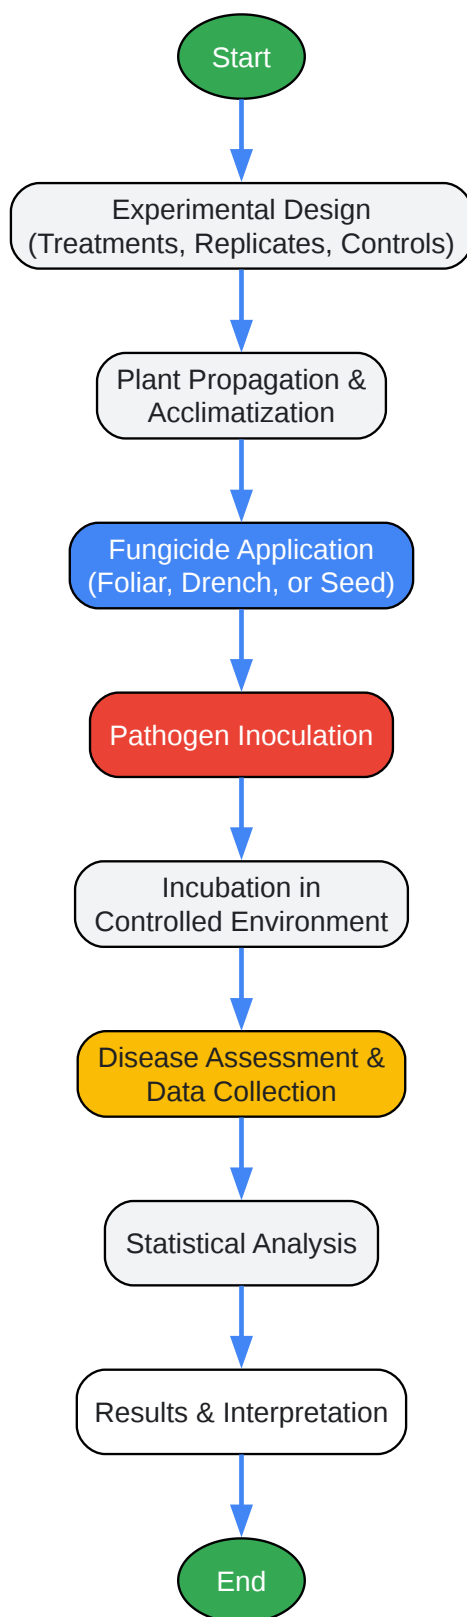 Start
Experimental Design
(Treatments, Replicates, Controls)
Plant Propagation &
Acclimatization
Fungicide Application
(Foliar, Drench, or Seed)
Pathogen Inoculation
Incubation in
Controlled Environment
Disease Assessment &
Data Collection
Statistical Analysis
Results & Interpretation
End